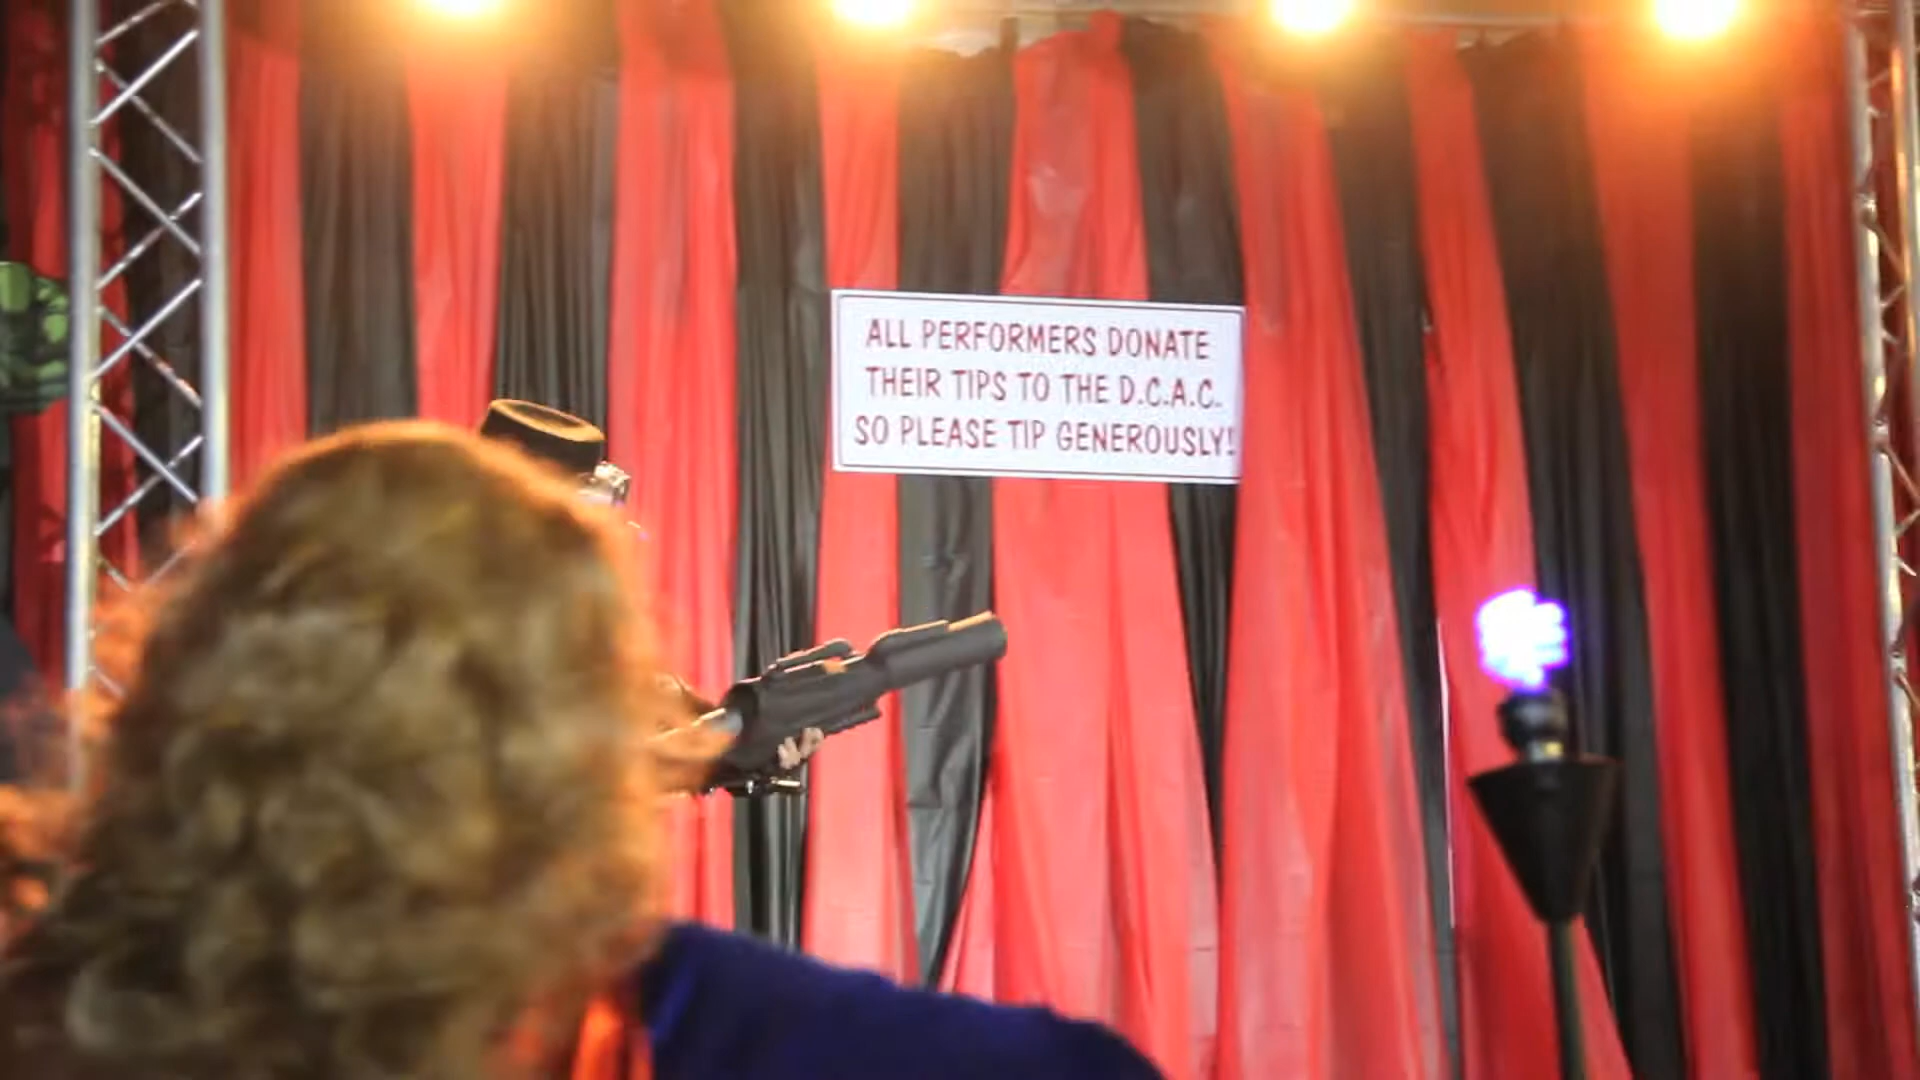 ALL PERFORMERS DONATE
THEIR TIPS TO THE D.C.A.C.
SO PLEASE TIP GENEROUSLY!